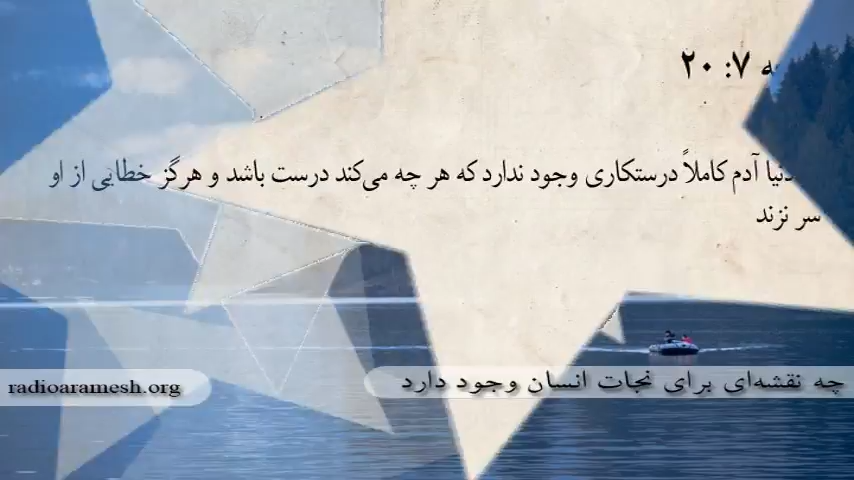 ه ۷: ۲۰
دنیا آدم کاملاً درستکاری وجود ندارد که هر چه می‌کند درست باشد و هرگز خطایی از او
سر نزند
چه نقشه‌ای برای نجات انسان وجود دارد
radioaramesh.org